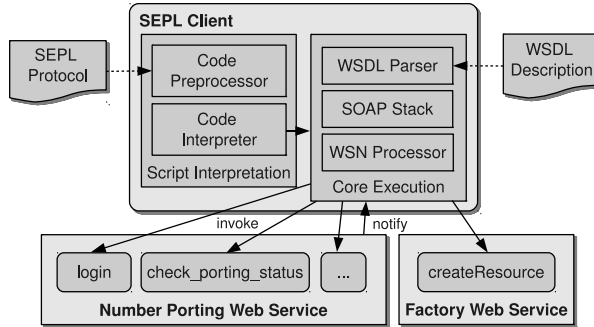 SEPL Client
SEPL
Protocol
Code
Preprocessor
Code
Interpreter
Script Interpretation
WSDL Parser
SOAP Stack
WSN Processor
Core Execution
WSDL
Description
invoke
notify
login
check_porting_status
...
Number Porting Web Service
createResource
Factory Web Service